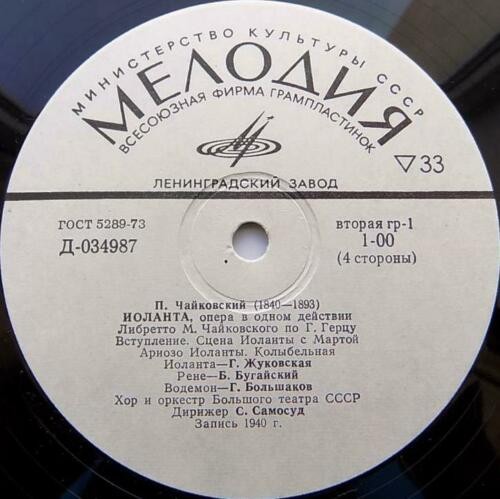 МИНИСТЕРСТВО КУЛЬТУРЫ СССР
МЕЛОДИЯ
ВСЕСОЮЗНАЯ ФИРМА ГРАМПЛАСТИНОК
▽33
ЛЕНИНГРАДСКИЙ ЗАВОД
ГОСТ 5289-73
Д-034987
вторая гр-1
1-00
(4 стороны)
П. Чайковский (1840—1893)
ИОЛАНТА, опера в одном действии
Либретто М. Чайковского по Г. Герцу
Вступление. Сцена Иоланты с Мартой
Ариозо Иоланты. Колыбельная
Иоланта—Г. Жуковская
Рене—Б. Бугайский
Водемон—Г. Большаков
Хор и оркестр Большого театра СССР
Дирижер С. Самосуд
Запись 1940 г.